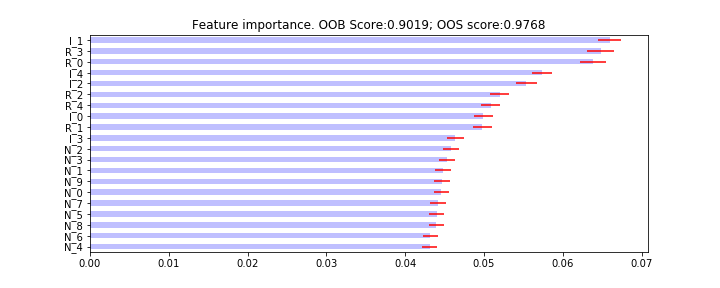 Feature importance. OOB Score:0.9019; OOS score:0.9768
I_1
R_3
R_0
I_4
I_2
R_2
R_4
I_0
R_1
I_3
N_2
N_3
N_1
N_9
N_0
N_7
N_5
N_8
N_6
N_4
0.00 0.01 0.02 0.03 0.04 0.05 0.06 0.07